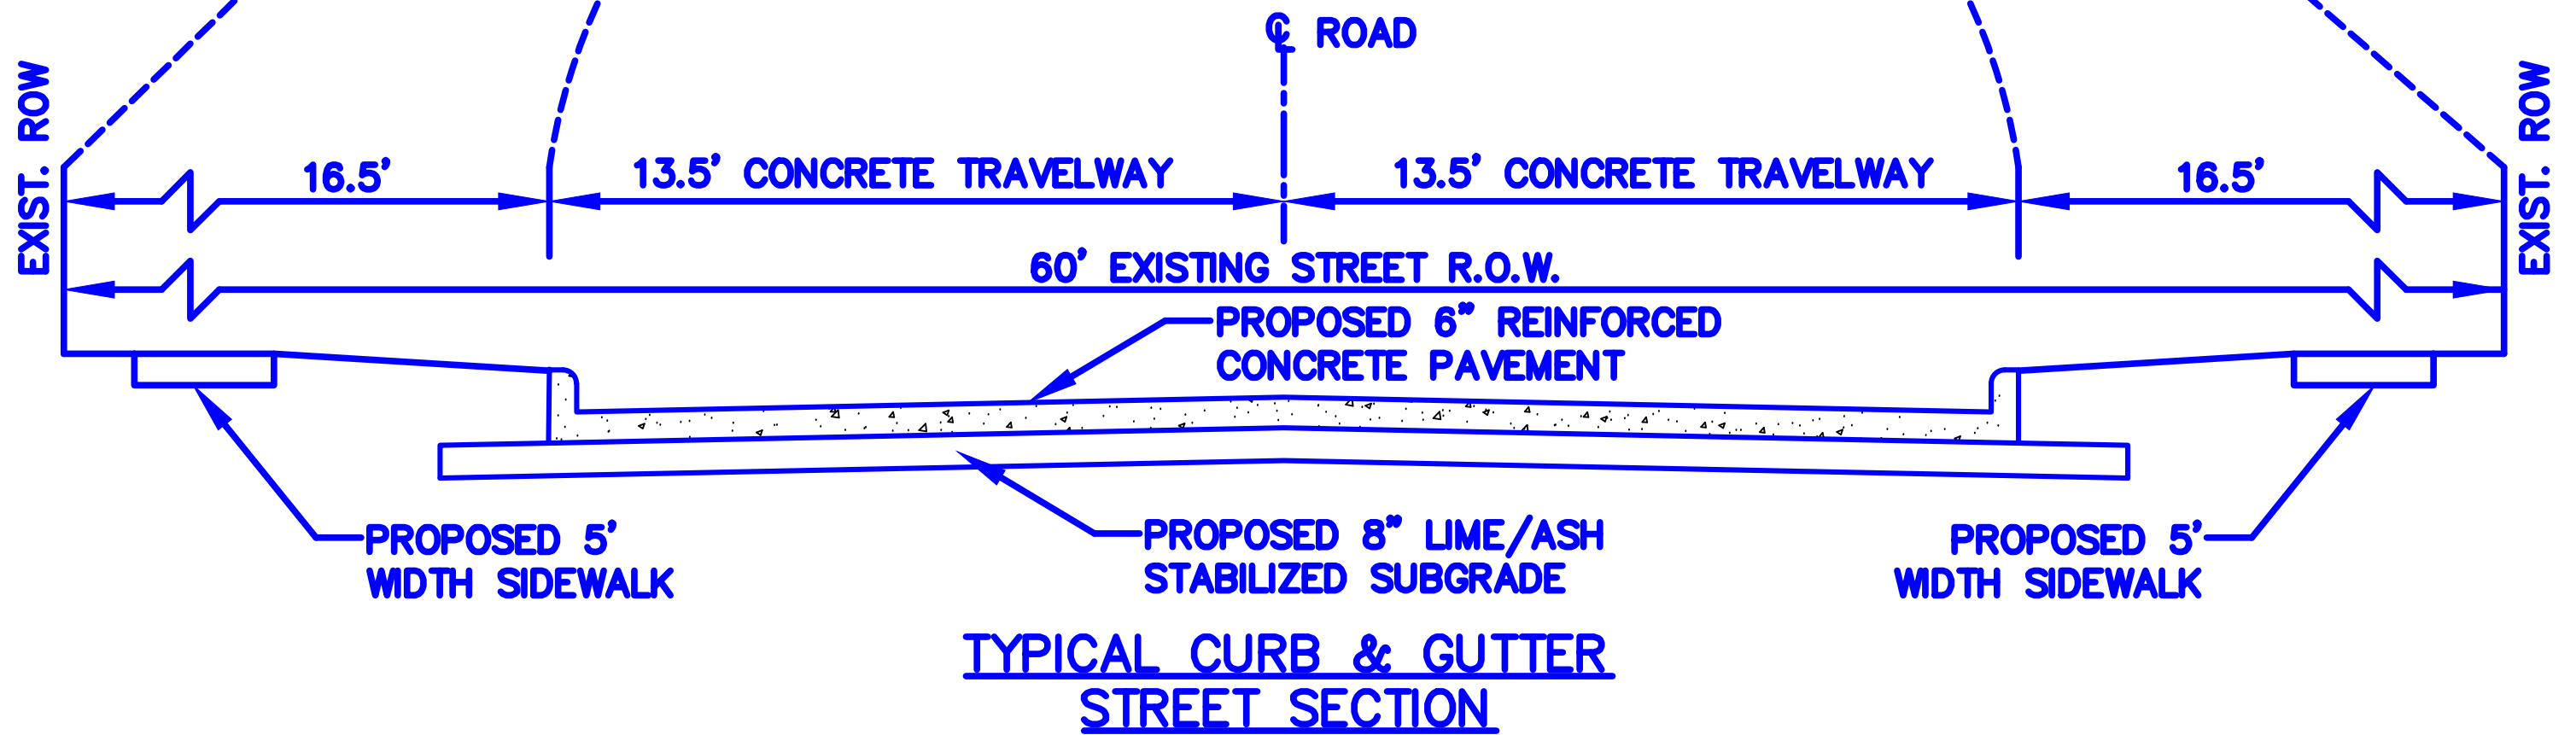 ℄ ROAD
EXIST. ROW
16.5'
13.5' CONCRETE TRAVELWAY
13.5' CONCRETE TRAVELWAY
16.5'
EXIST. ROW
60' EXISTING STREET R.O.W.
PROPOSED 6" REINFORCED
CONCRETE PAVEMENT
PROPOSED 5'
WIDTH SIDEWALK
PROPOSED 8" LIME/ASH
STABILIZED SUBGRADE
PROPOSED 5'
WIDTH SIDEWALK
TYPICAL CURB & GUTTER
STREET SECTION